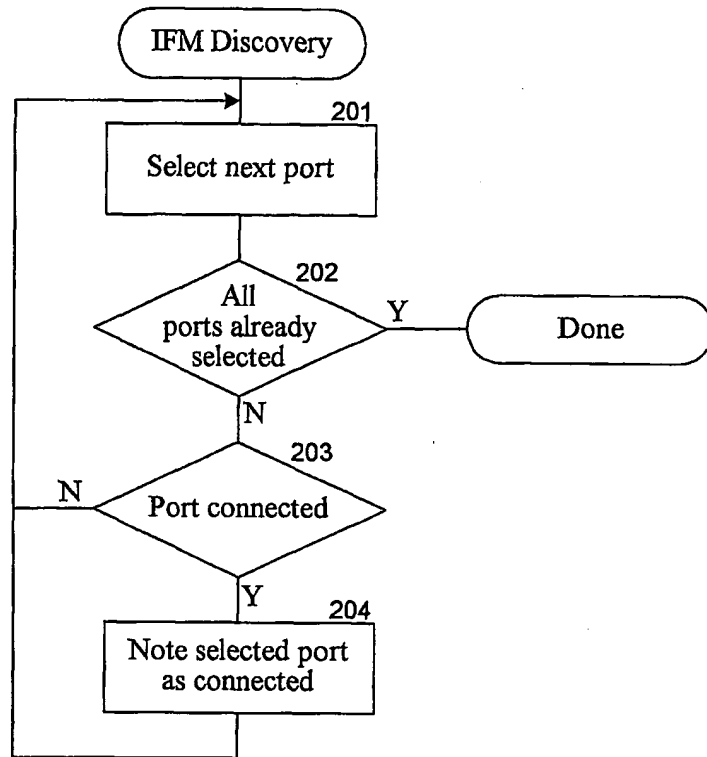 IFM Discovery
201
Select next port
202
All
ports already
selected
Y
Done
N
203
N
Port connected
Y
204
Note selected port
as connected